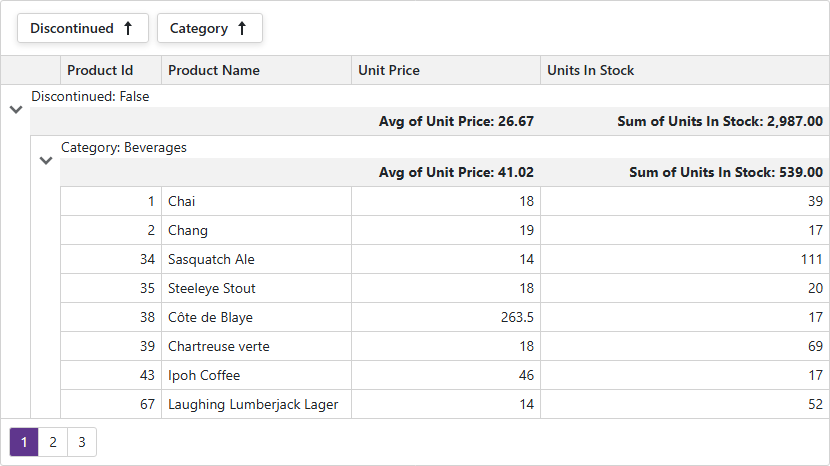 Discontinued Category
Product Id Product Name Unit Price Units In Stock
Discontinued: False
Avg of Unit Price: 26.67 Sum of Units In Stock: 2,987.00
Category: Beverages
Avg of Unit Price: 41.02 Sum of Units In Stock: 539.00
1 Chai 18 39
2 Chang 19 17
34 Sasquatch Ale 14 111
35 Steeleye Stout 18 20
38 Côte de Blaye 263.5 17
39 Chartreuse verte 18 69
43 Ipoh Coffee 46 17
67 Laughing Lumberjack Lager 14 52
1 2 3